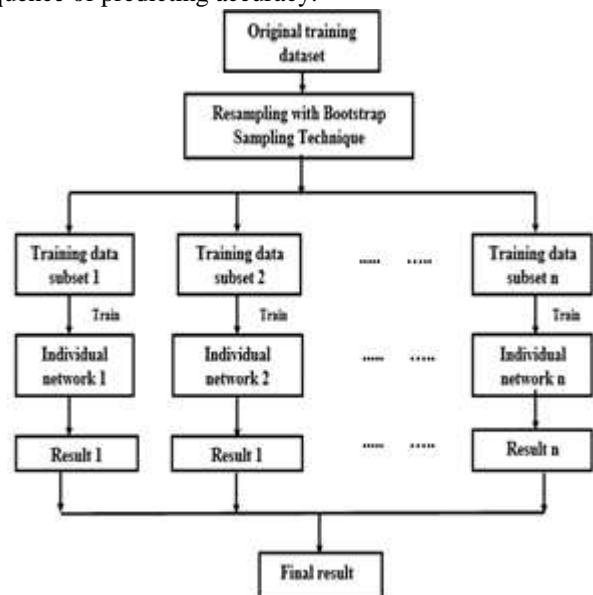 quence of predicting accuracy.
Original training
dataset
Resampling with Bootstrap
Sampling Technique
Training data
subset 1
Training data
subset 2
..... .....
Training data
subset n
Train
Train
Train
Individual
network 1
Individual
network 2
..... .....
Individual
network n
Result 1
Result 1
..... .....
Result n
Final result